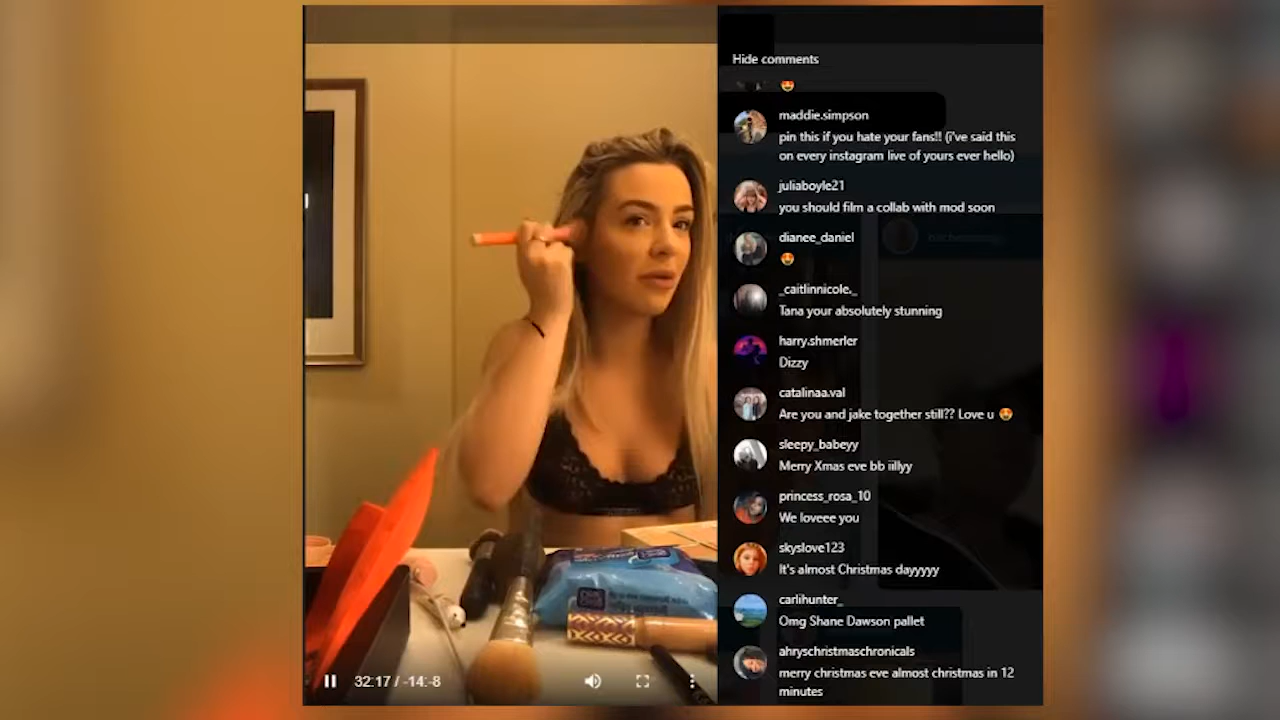 Hide comments
maddie.simpson
pin this if you hate your fans!! (i've said this
on every instagram live of yours ever hello)
juliaboyle21
you should film a collab with mod soon
dianee_daniel
_caitlinnicole._
Tana your absolutely stunning
harry.shmerler
Dizzy
catalinaa.val
Are you and jake together still?? Love u 😍
sleepy_babeyy
Merry Xmas eve bb iillyy
princess_rosa_10
We loveee you
skyslove123
It's almost Christmas dayyyyy
carlihunter_
Omg Shane Dawson pallet
ahryschristmaschronicals
merry christmas eve almost christmas in 12
minutes
32:17 / -14:-8